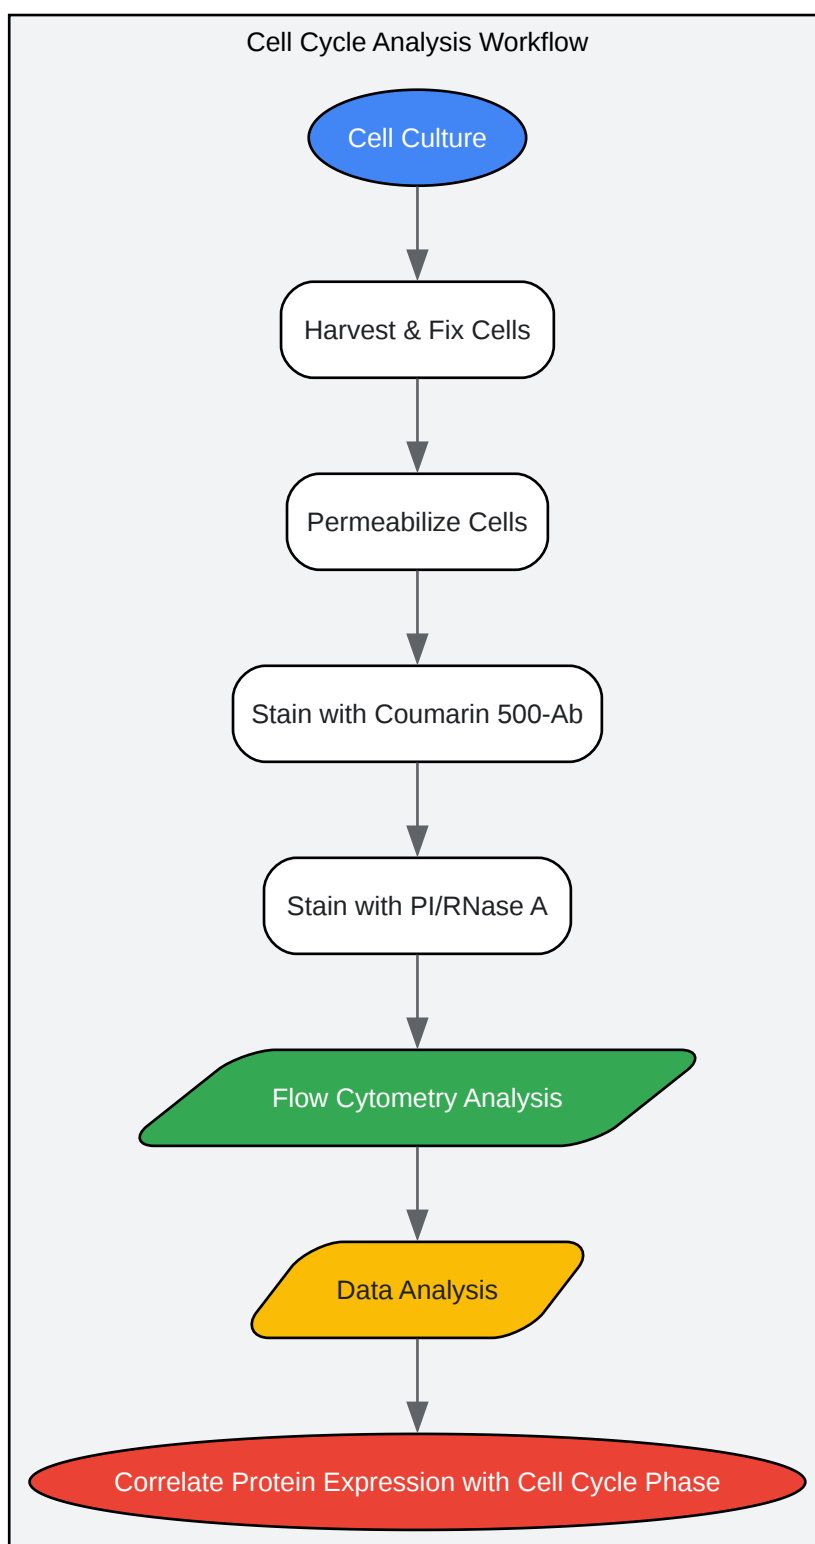 Cell Cycle Analysis Workflow
Cell Culture
Harvest & Fix Cells
Permeabilize Cells
Stain with Coumarin 500-Ab
Stain with PI/RNase A
Flow Cytometry Analysis
Data Analysis
Correlate Protein Expression with Cell Cycle Phase